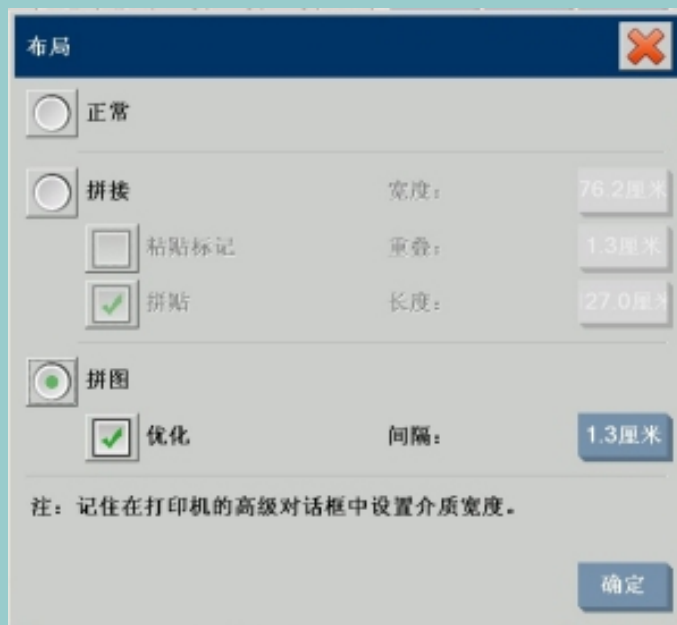 布局
正常
拼接 宽度： 76.2厘米
粘贴标记 重叠： 1.3厘米
拼贴 长度： 127.0厘米
拼图
优化 间隔： 1.3厘米
注：记住在打印机的高级对话框中设置介质宽度。
确定